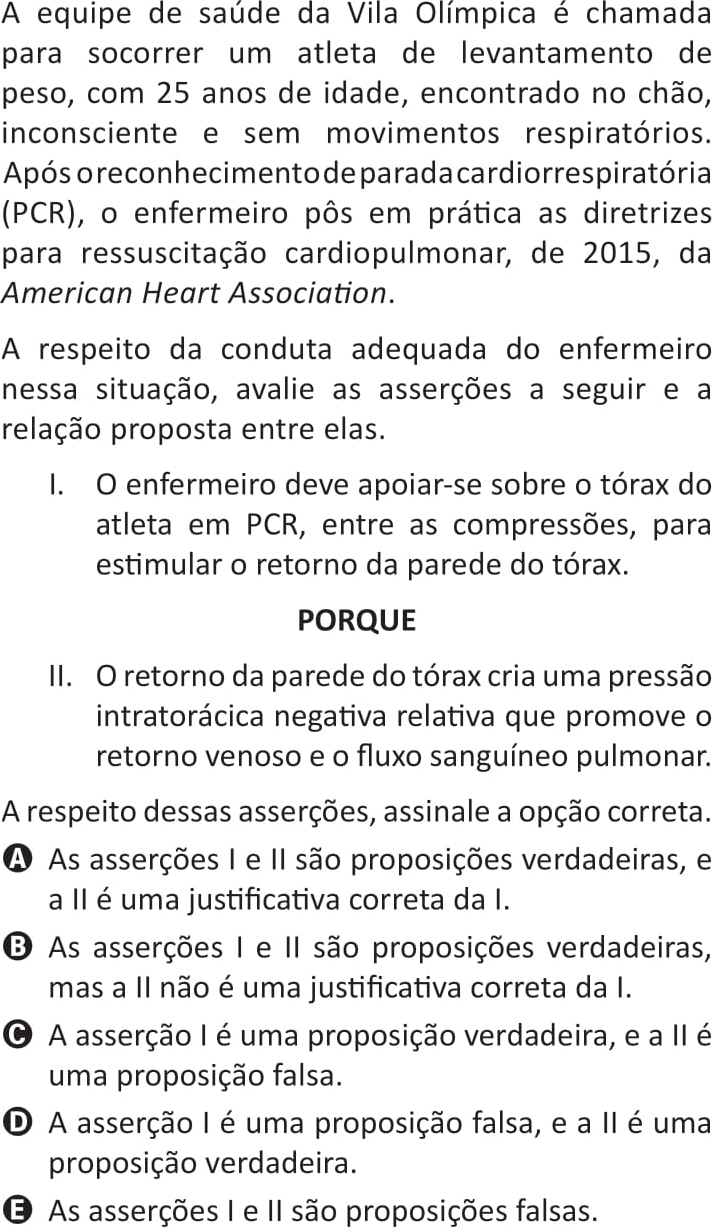 A equipe de saúde da Vila Olímpica é chamada
para socorrer um atleta de levantamento de
peso, com 25 anos de idade, encontrado no chão,
inconsciente e sem movimentos respiratórios.
Após o reconhecimento de parada cardiorrespiratória
(PCR), o enfermeiro pôs em prática as diretrizes
para ressuscitação cardiopulmonar, de 2015, da
American Heart Association.
A respeito da conduta adequada do enfermeiro
nessa situação, avalie as asserções a seguir e a
relação proposta entre elas.
I. O enfermeiro deve apoiar-se sobre o tórax do
atleta em PCR, entre as compressões, para
estimular o retorno da parede do tórax.
PORQUE
II. O retorno da parede do tórax cria uma pressão
intratorácica negativa relativa que promove o
retorno venoso e o fluxo sanguíneo pulmonar.
A respeito dessas asserções, assinale a opção correta.
A As asserções I e II são proposições verdadeiras, e
a II é uma justificativa correta da I.
B As asserções I e II são proposições verdadeiras,
mas a II não é uma justificativa correta da I.
C A asserção I é uma proposição verdadeira, e a II é
uma proposição falsa.
D A asserção I é uma proposição falsa, e a II é uma
proposição verdadeira.
E As asserções I e II são proposições falsas.